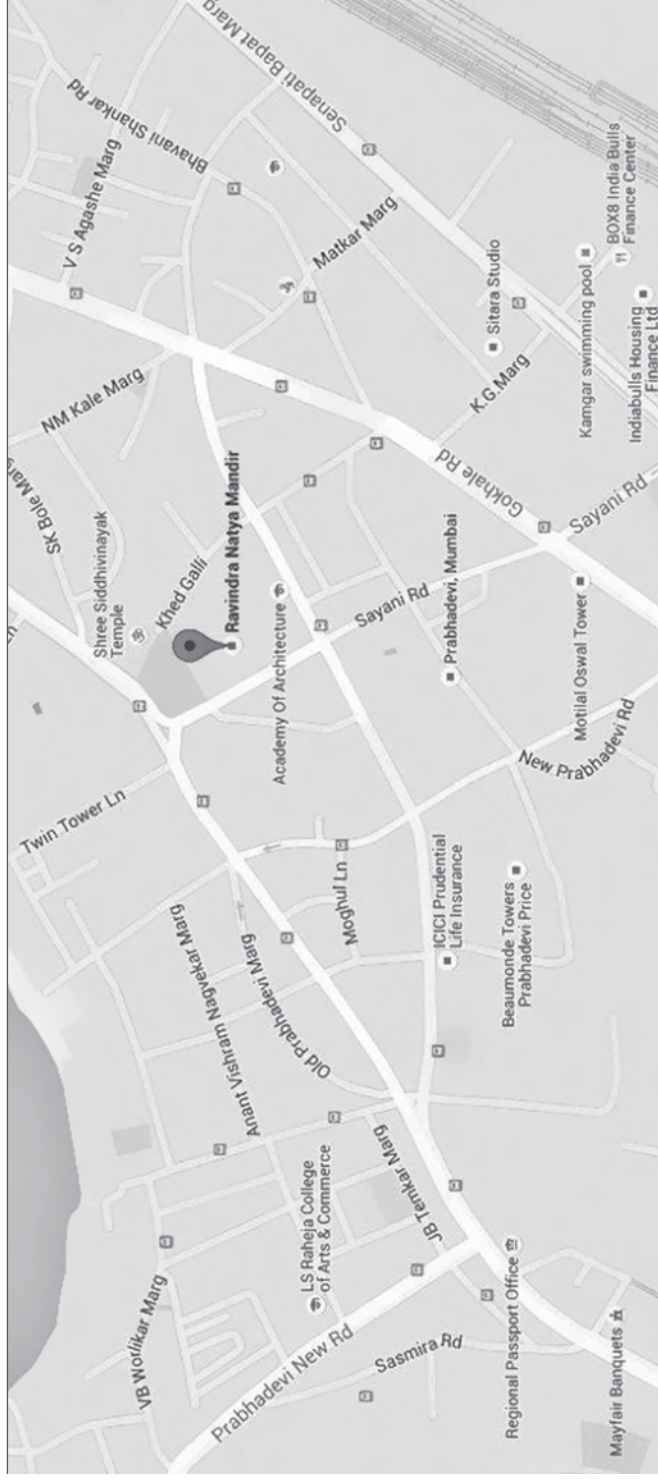 Senapati Bapat Marg
Bhavani Shankar Rd
V S Agashe Marg
Matkar Marg
BOX8 India Bulls
Finance Center
Kamgar swimming pool
Indiabulls Housing
Finance Ltd
Sitara Studio
K.G.Marg
NM Kale Marg
SK Bole Marg
Gokhale Rd
Sayani Rd
Shree Siddhivinayak
Temple
Khed Galli
Ravindra Natya Mandir
Academy Of Architecture
Sayani Rd
Prabhadevi, Mumbai
Motilal Oswal Tower
New Prabhadevi Rd
Twin Tower Ln
Moghul Ln
ICICI Prudential
Life Insurance
Beaumonde Towers
Prabhadevi Price
Anant Vishram Nagvekar Marg
Old Prabhadevi Marg
JB Temkar Marg
LS Raheja College
of Arts & Commerce
VB Worlikar Marg
Prabhadevi New Rd
Sasmira Rd
Regional Passport Office
Mayfair Banquets